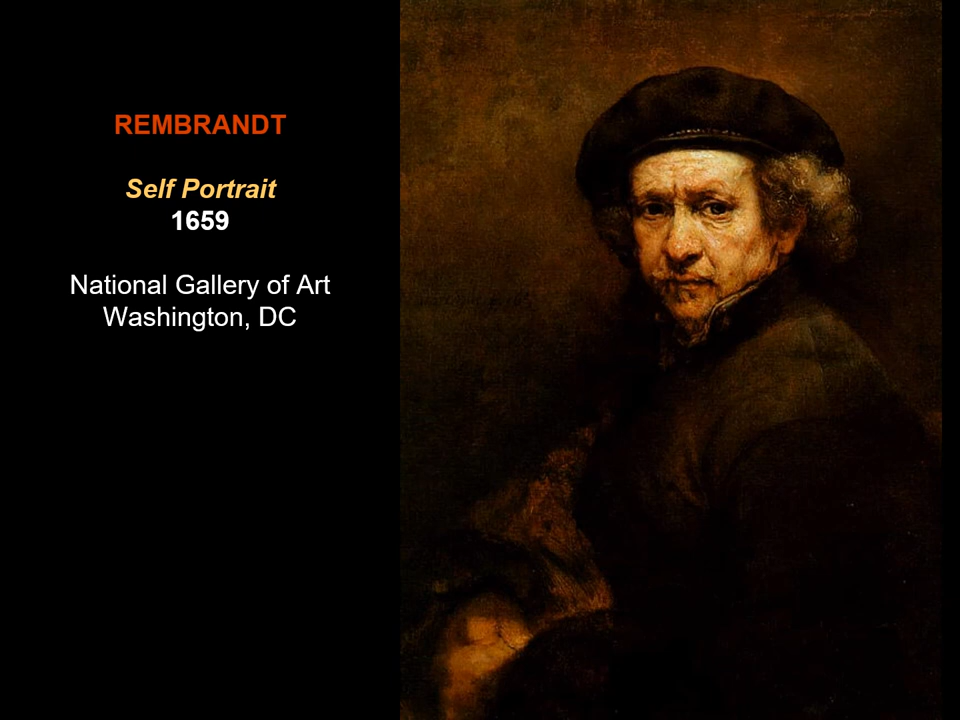 REMBRANDT
Self Portrait
1659
National Gallery of Art
Washington, DC